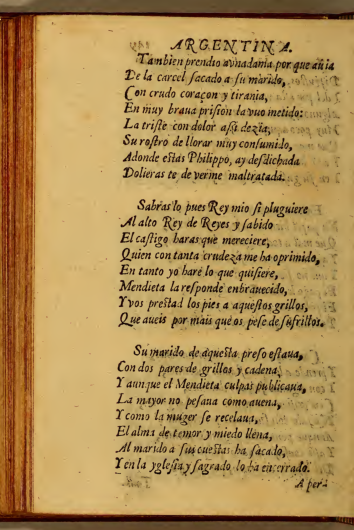 ARGENTINA.
Tambien prendio avna dama por que auia
De la carcel sacado a su marido,
Con crudo coraçon y tirania,
En muy braua prision la vuo metido:
La triste con dolor assi dezia,
Su rostro de llorar muy consumido,
Adonde estas Philippo, ay desdichada
Dolieras te de verme maltratada.
Sabraslo pues Rey mio si pluguiere
Al alto Rey de Reyes y sabido
El castigo haras que mereciere,
Quien con tanta crudeza me ha oprimido,
En tanto yo haré lo que quisiere,
Mendieta la responde enbrauecido,
Y vos prestad los pies a aquestos grillos,
Que aueis por mais que os pese de sufrillos.
Su marido de aquesta preso estaua,
Con dos pares de grillos y cadena,
Y aunque el Mendieta culpas publicaua,
La mayor no pesaua como auena,
Y como la muger se recelaua,
El alma de temor y miedo llena,
Al marido a sus cuestas ha sacado,
Y en la yglesia y sagrado lo ha encerrado.
A pera